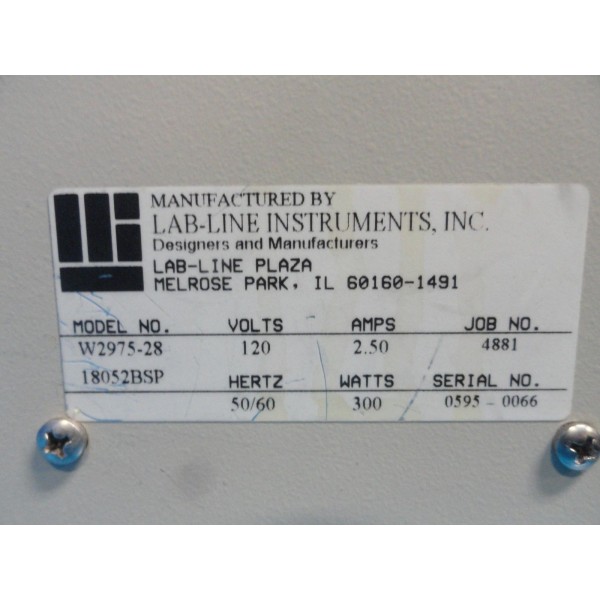 MANUFACTURED BY
LAB-LINE INSTRUMENTS, INC.
Designers and Manufacturers
LAB-LINE PLAZA
MELROSE PARK, IL 60160-1491
MODEL NO. VOLTS AMPS JOB NO.
W2975-28 120 2.50 4881
18052BSP HERTZ WATTS SERIAL NO.
50/60 300 0595 - 0066